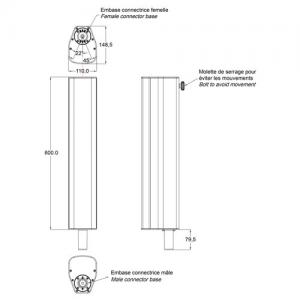 Embase connectrice femelle
Female connector base
148,5
22°
45°
110,0
Molette de serrage pour
éviter les mouvements
Bolt to avoid movement
800.0
79,5
Embase connectrice mâle
Male connector base